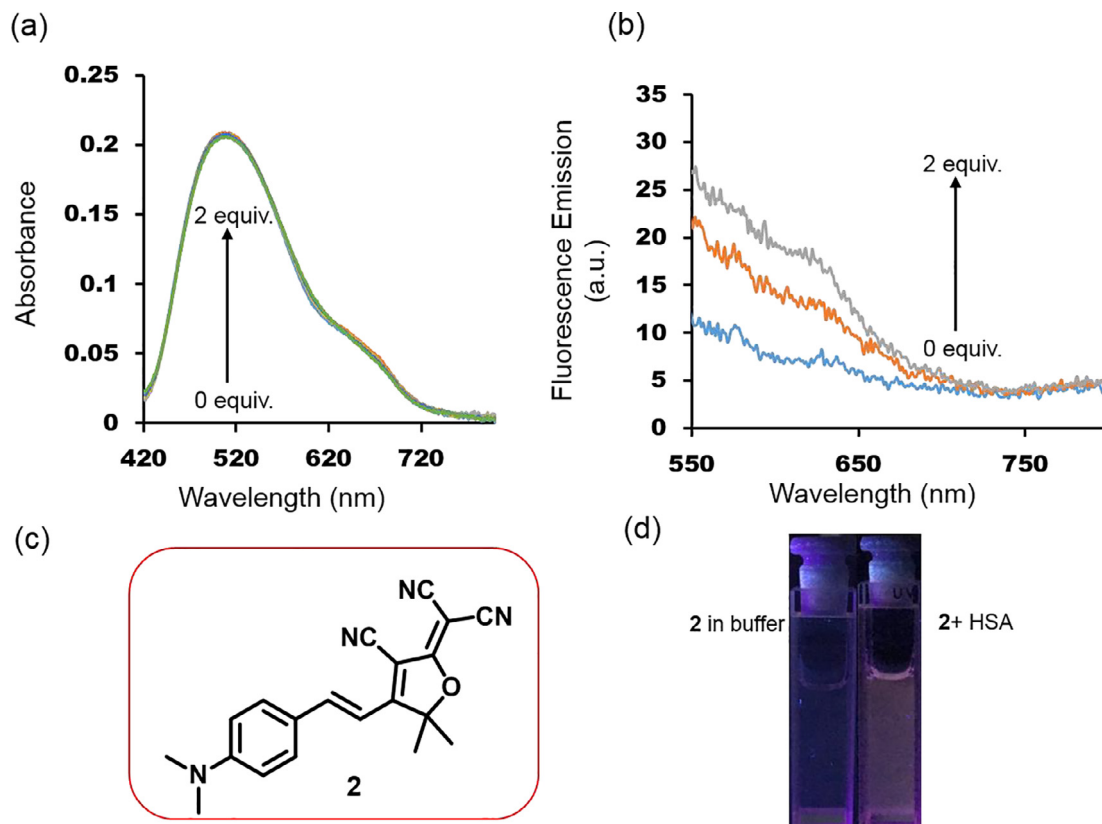 (a)
0.25
0.2
0.15
0.1
0.05
0
420 520 620 720
Absorbance
Wavelength (nm)
2 equiv.
0 equiv.
(b)
35
30
25
20
15
10
5
0
550 650 750
Fluorescence Emission
(a.u.)
Wavelength (nm)
2 equiv.
0 equiv.
(c)
NC
CN
NC
O
N
2
(d)
2 in buffer
2+ HSA